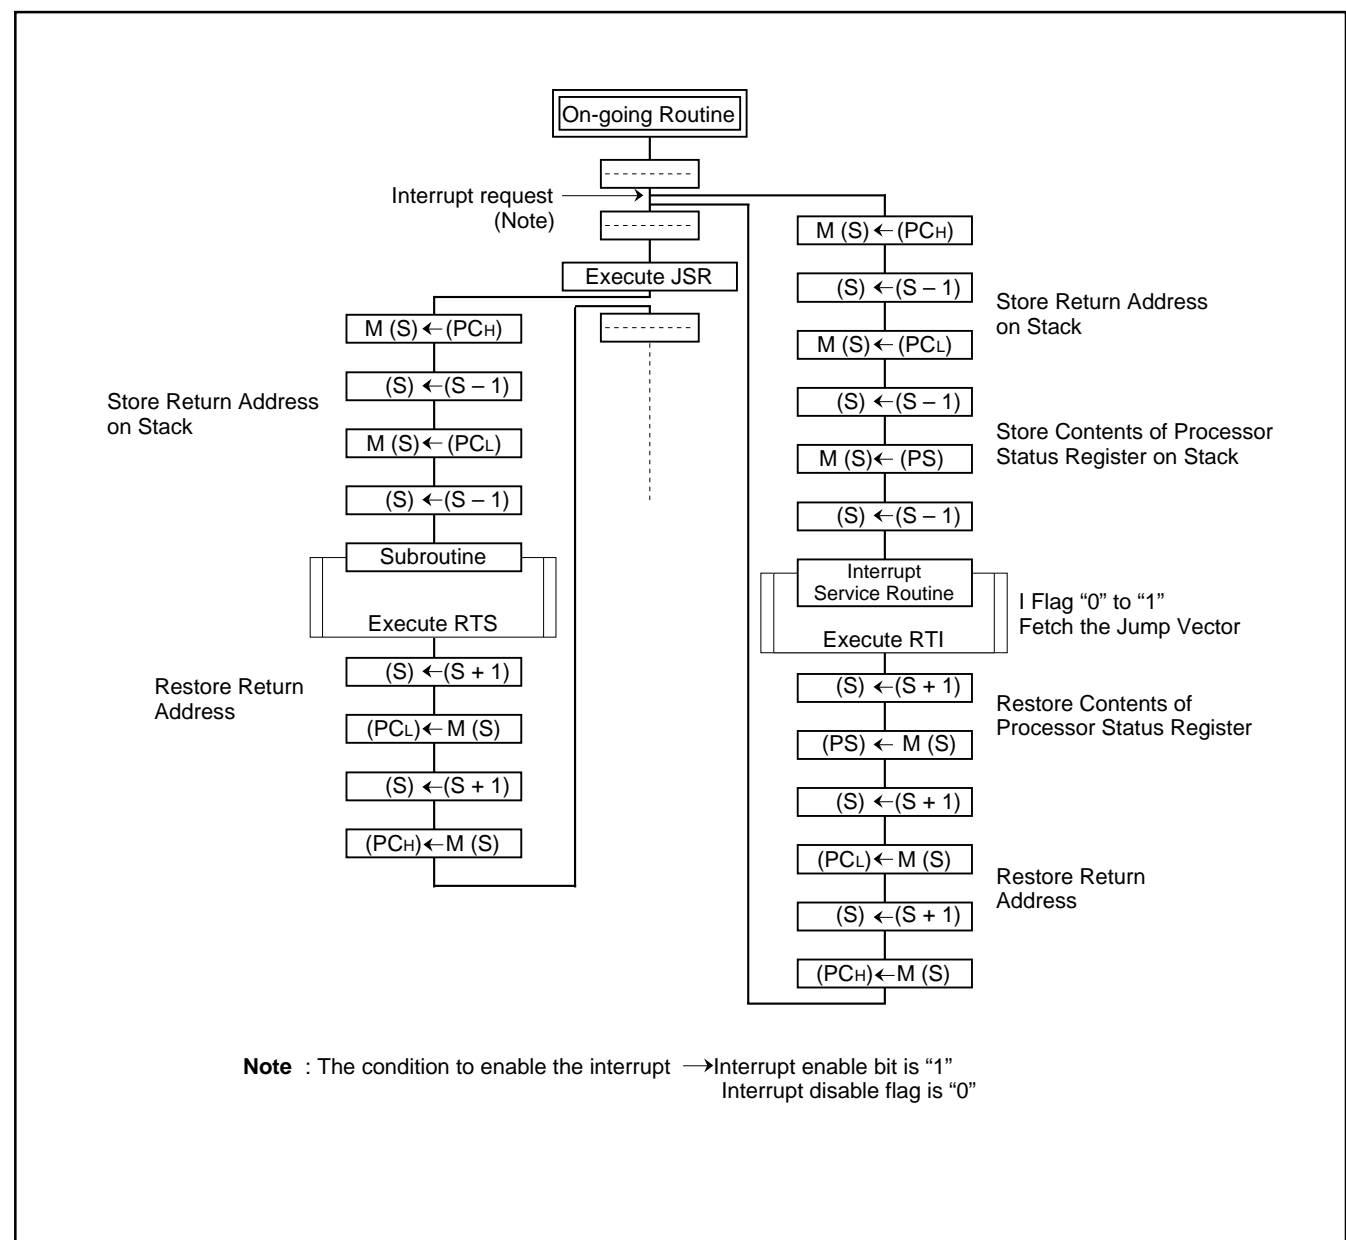 On-going Routine
Interrupt request
(Note)
Execute JSR
M (S) ← (PCH)
(S) ← (S – 1)
M (S) ← (PCL)
(S) ← (S – 1)
Store Return Address
on Stack
Subroutine
Execute RTS
(S) ← (S + 1)
(PCL) ← M (S)
(S) ← (S + 1)
(PCH) ← M (S)
Restore Return
Address
M (S) ← (PCH)
(S) ← (S – 1)
M (S) ← (PCL)
(S) ← (S – 1)
M (S) ← (PS)
(S) ← (S – 1)
Store Return Address
on Stack
Store Contents of Processor
Status Register on Stack
Interrupt
Service Routine
Execute RTI
I Flag “0” to “1”
Fetch the Jump Vector
(S) ← (S + 1)
(PS) ← M (S)
(S) ← (S + 1)
(PCL) ← M (S)
(S) ← (S + 1)
(PCH) ← M (S)
Restore Contents of
Processor Status Register
Restore Return
Address
Note : The condition to enable the interrupt → Interrupt enable bit is “1”
Interrupt disable flag is “0”